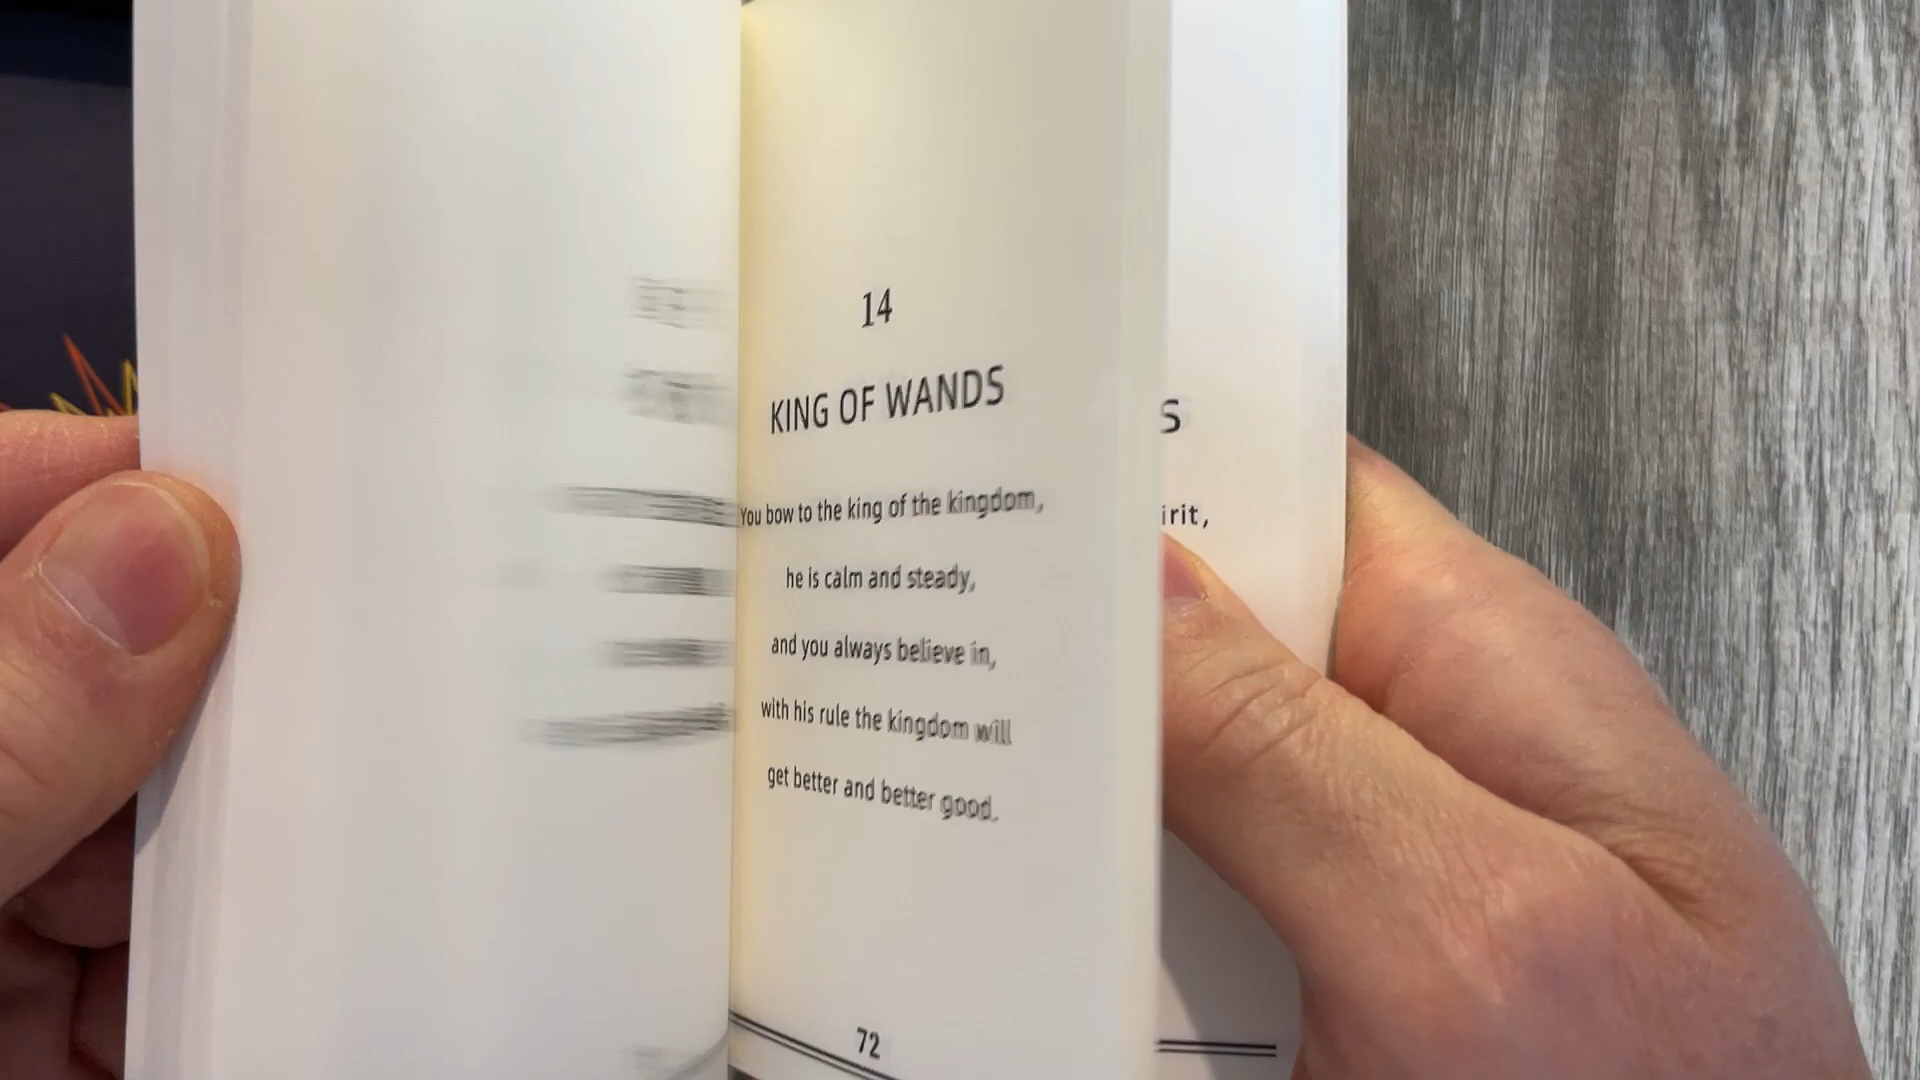 14
KING OF WANDS
You bow to the king of the kingdom,
he is calm and steady,
and you always believe in,
with his rule the kingdom will
get better and better good.
72
S
irit,